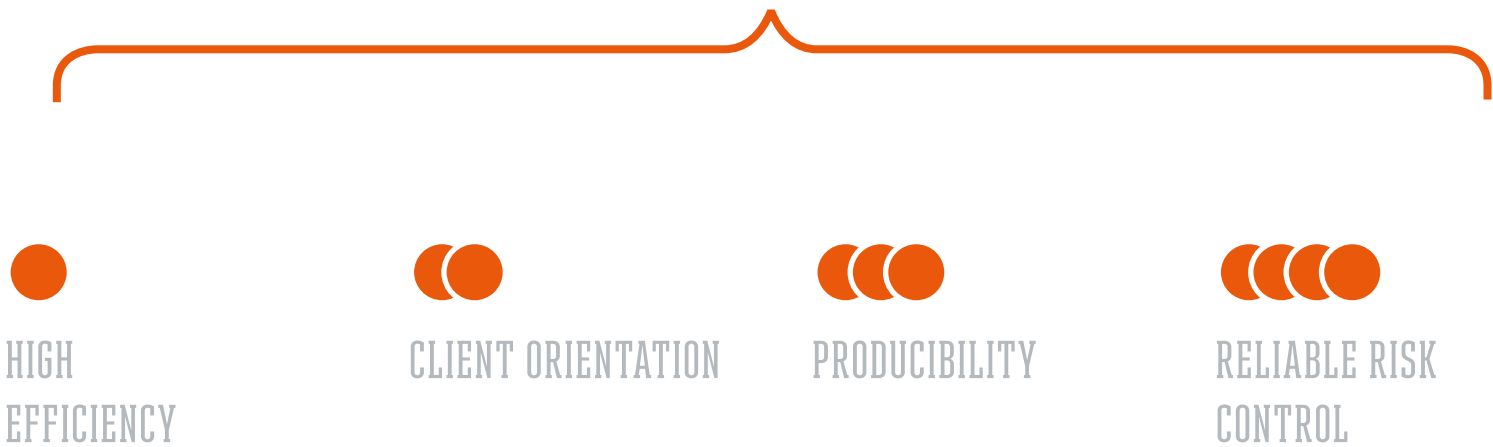 HIGH
EFFICIENCY
CLIENT ORIENTATION
PRODUCIBILITY
RELIABLE RISK
CONTROL